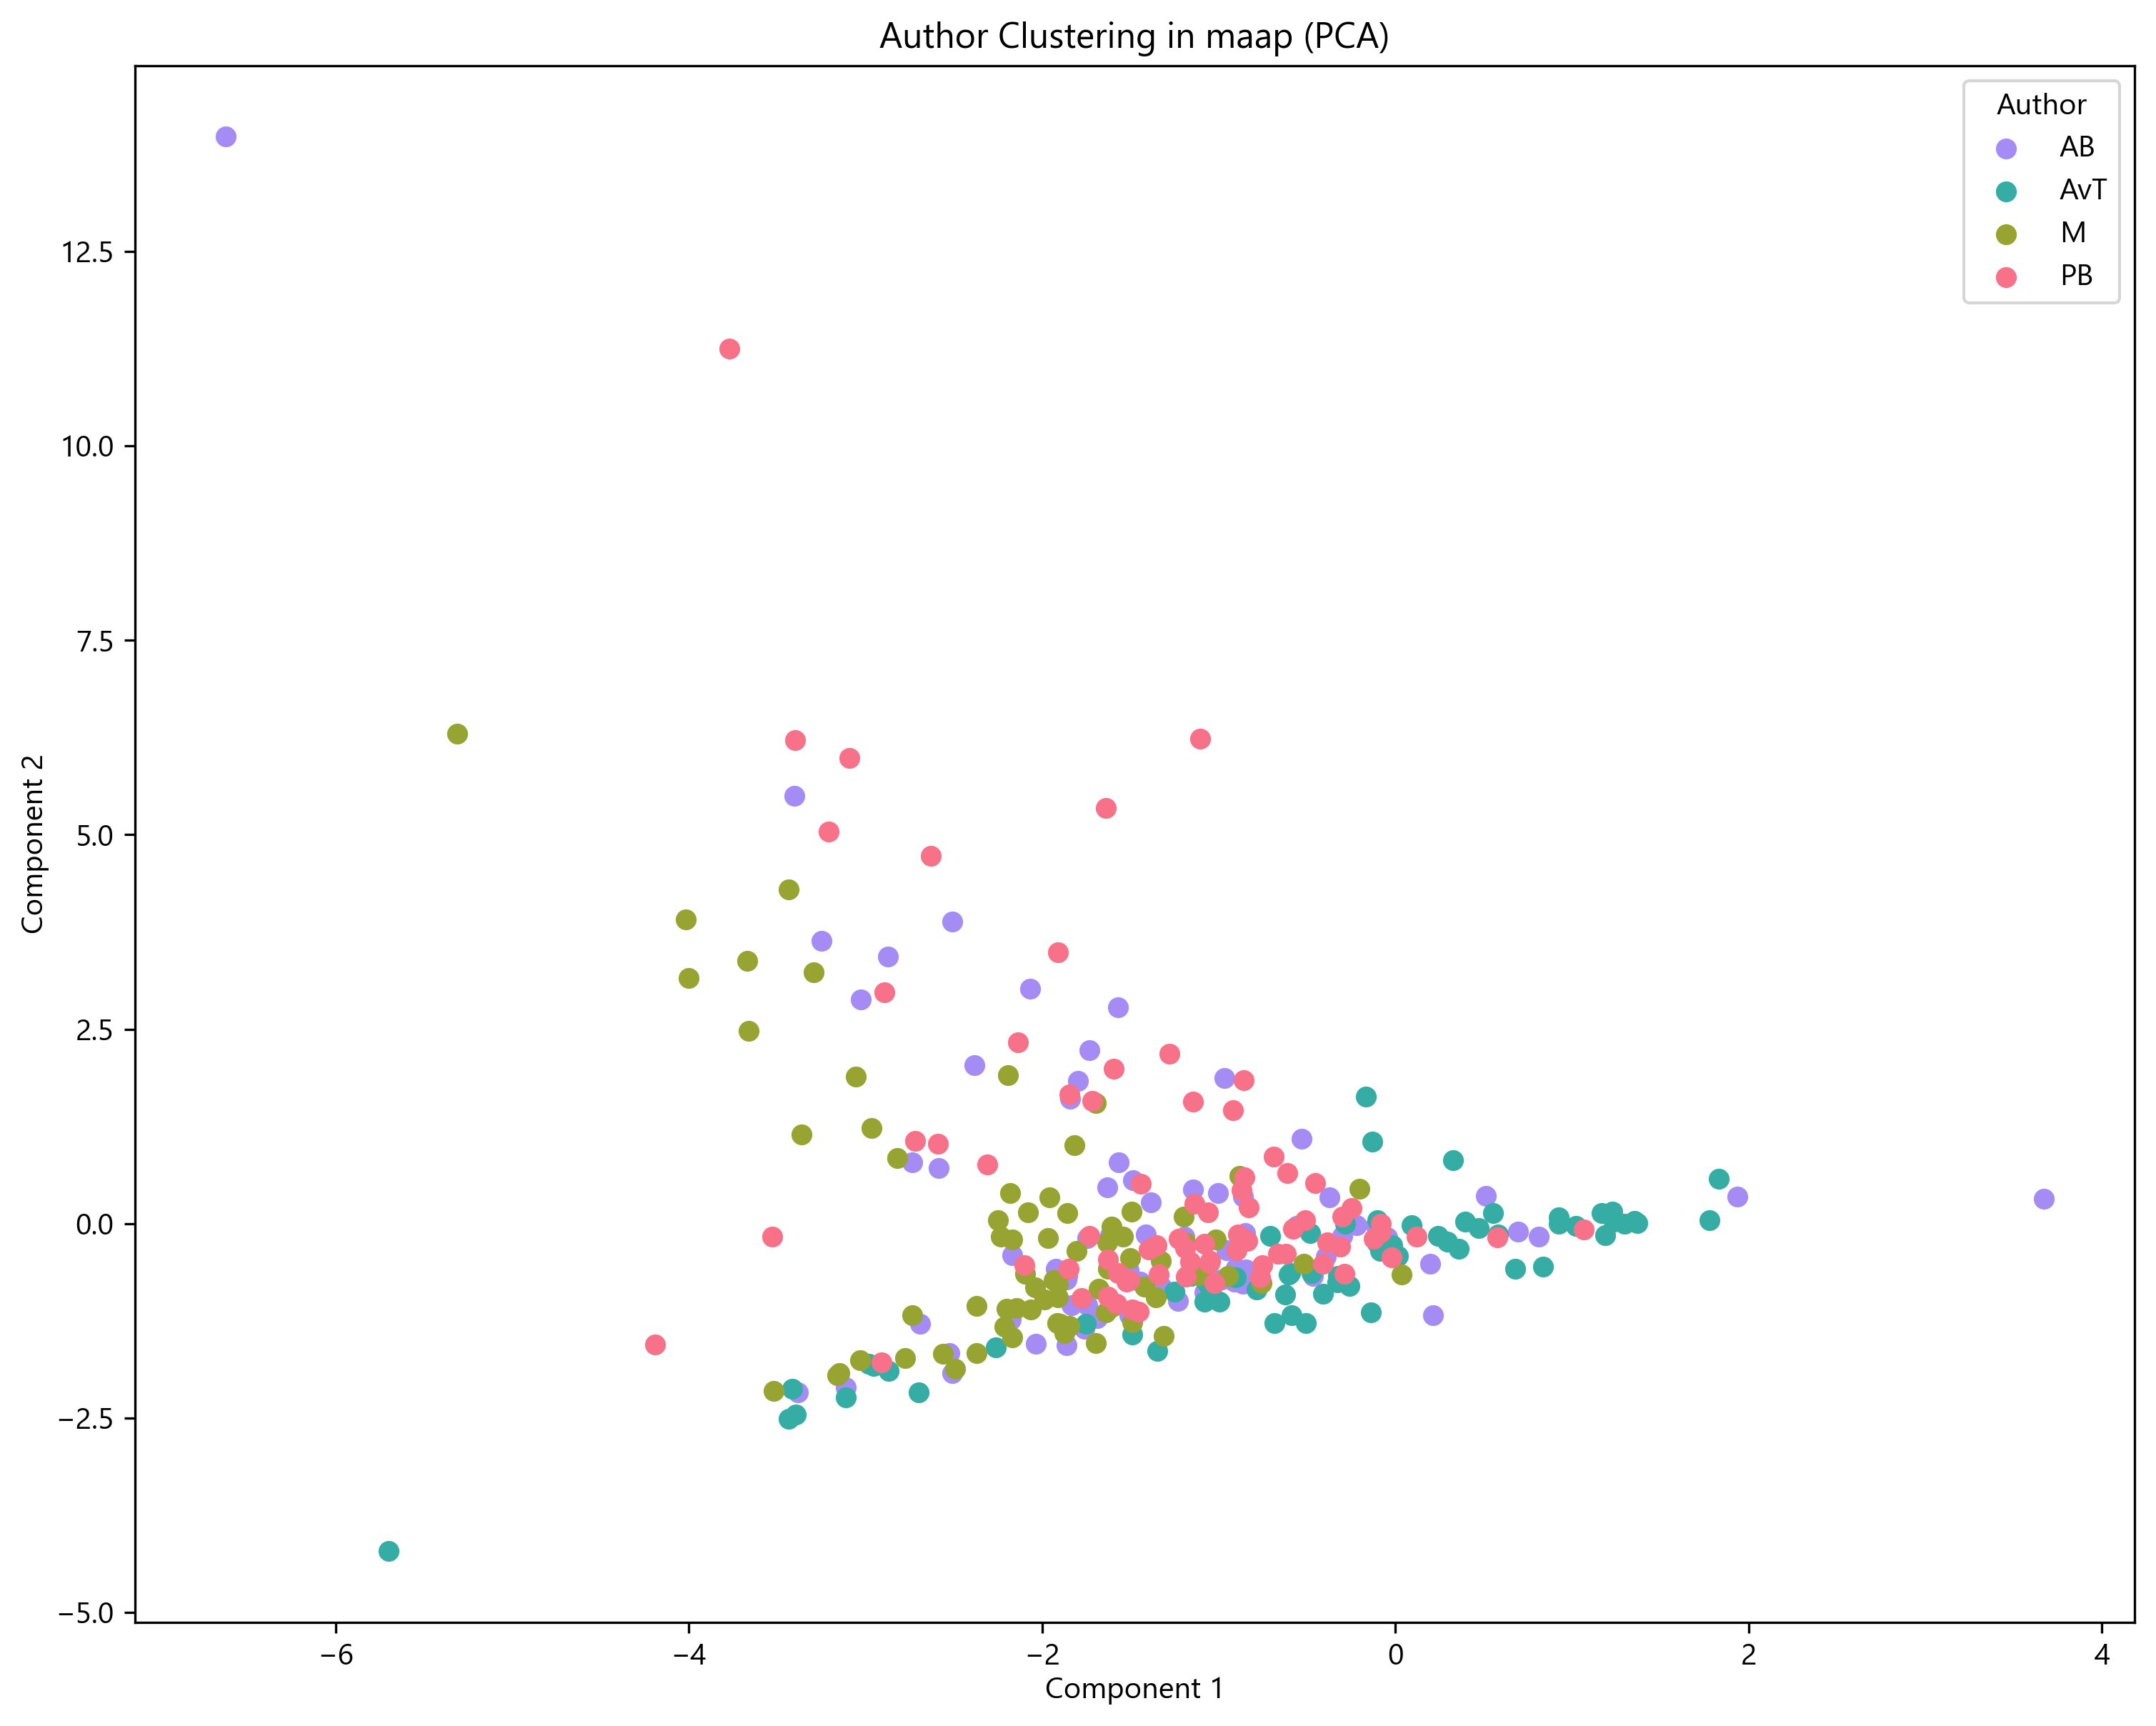 Author Clustering in maap (PCA)
Author
AB
AvT
M
PB
12.5
10.0
7.5
5.0
2.5
0.0
−2.5
−5.0
Component 2
−6
−4
−2
0
2
4
Component 1